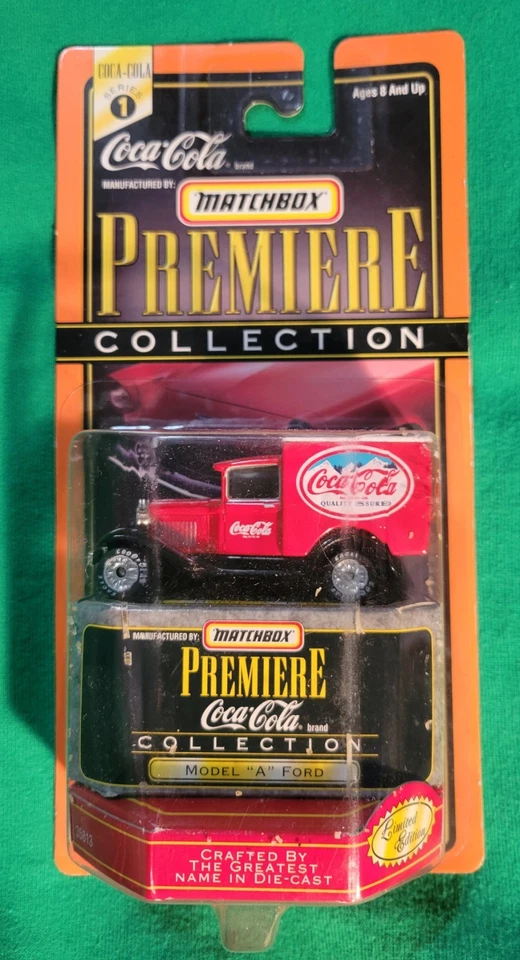 COCA-COLA
SERIES
1
Ages 8 And Up
Coca-Cola® brand
MANUFACTURED BY:
MATCHBOX®
PREMIERE
COLLECTION
Coca-Cola
QUALITY ASSURED
Coca-Cola
GOOD
MANUFACTURED BY: MATCHBOX®
PREMIERE
Coca-Cola® brand
COLLECTION
MODEL "A" FORD
Limited
Edition
CRAFTED BY
THE GREATEST
NAME IN DIE-CAST